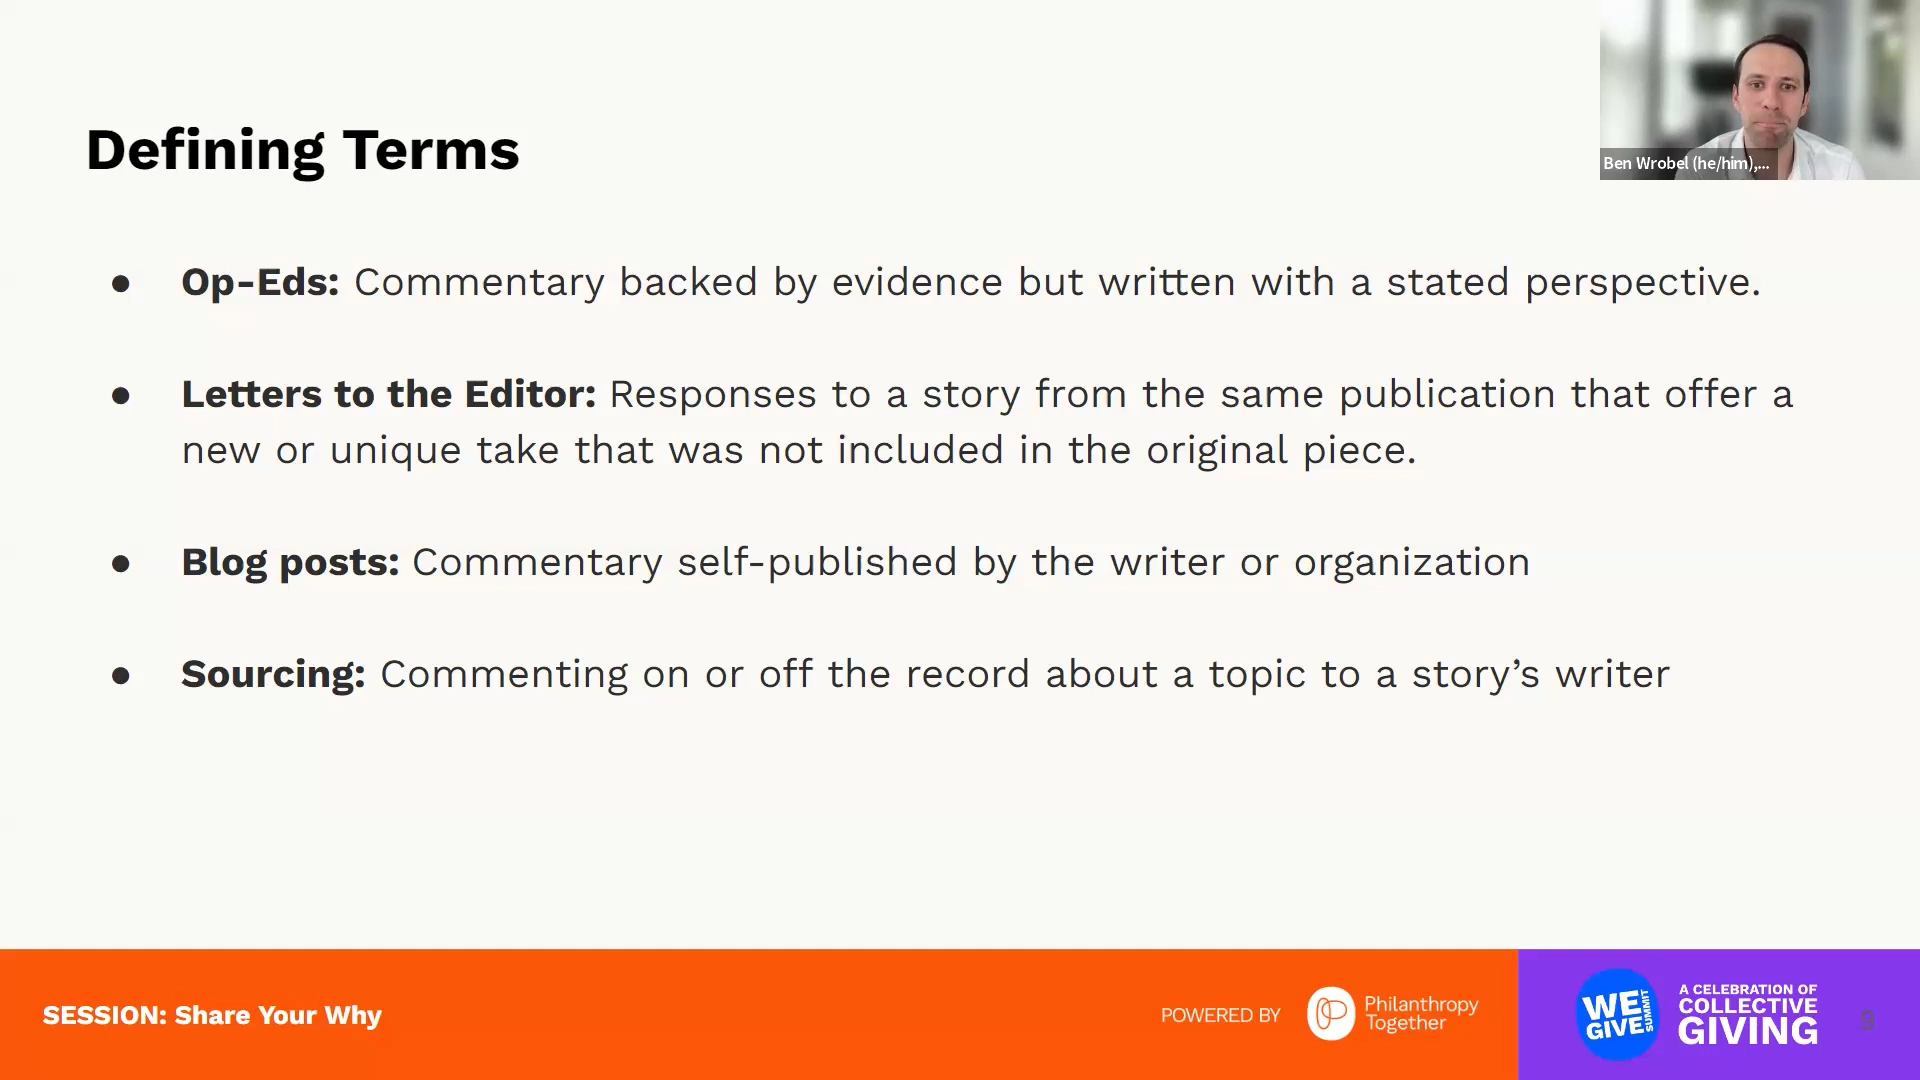 Defining Terms
Ben Wrobel (he/him),...
● Op-Eds: Commentary backed by evidence but written with a stated perspective.
● Letters to the Editor: Responses to a story from the same publication that offer a
new or unique take that was not included in the original piece.
● Blog posts: Commentary self-published by the writer or organization
● Sourcing: Commenting on or off the record about a topic to a story’s writer
SESSION: Share Your Why
POWERED BY
Philanthropy
Together
WE
GIVE
SUMMIT
A CELEBRATION OF
COLLECTIVE
GIVING
9